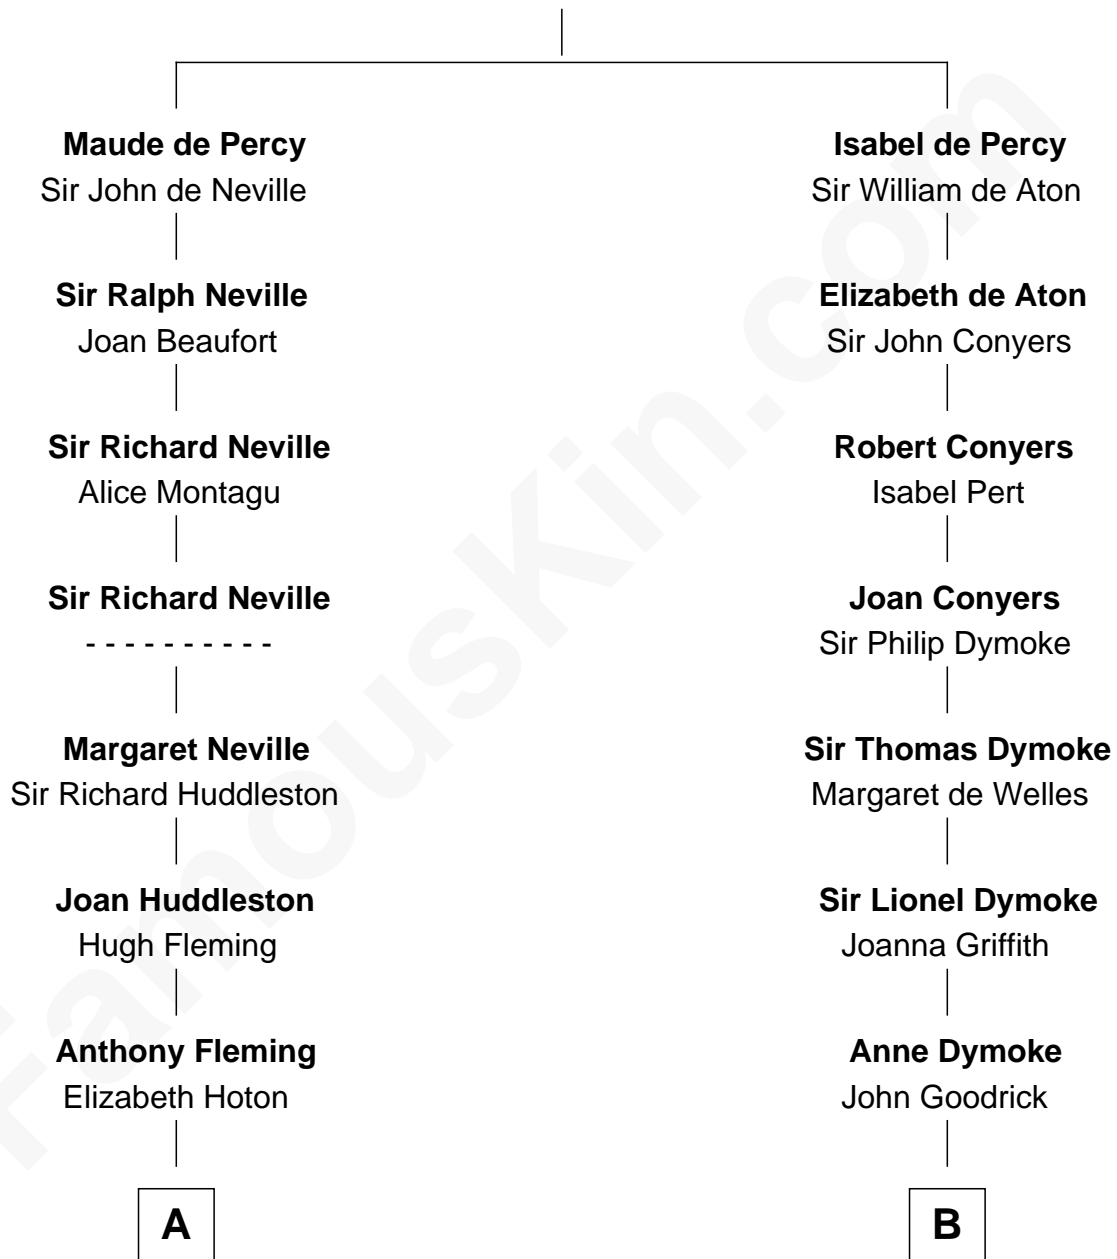 Maude de Percy
Sir John de Neville
Sir Ralph Neville
Joan Beaufort
Sir Richard Neville
Alice Montagu
Sir Richard Neville
- - - - - - - - - -
Margaret Neville
Sir Richard Huddleston
Joan Huddleston
Hugh Fleming
Anthony Fleming
Elizabeth Hoton
A
Isabel de Percy
Sir William de Aton
Elizabeth de Aton
Sir John Conyers
Robert Conyers
Isabel Pert
Joan Conyers
Sir Philip Dymoke
Sir Thomas Dymoke
Margaret de Welles
Sir Lionel Dymoke
Joanna Griffith
Anne Dymoke
John Goodrick
B
FamousKin.com